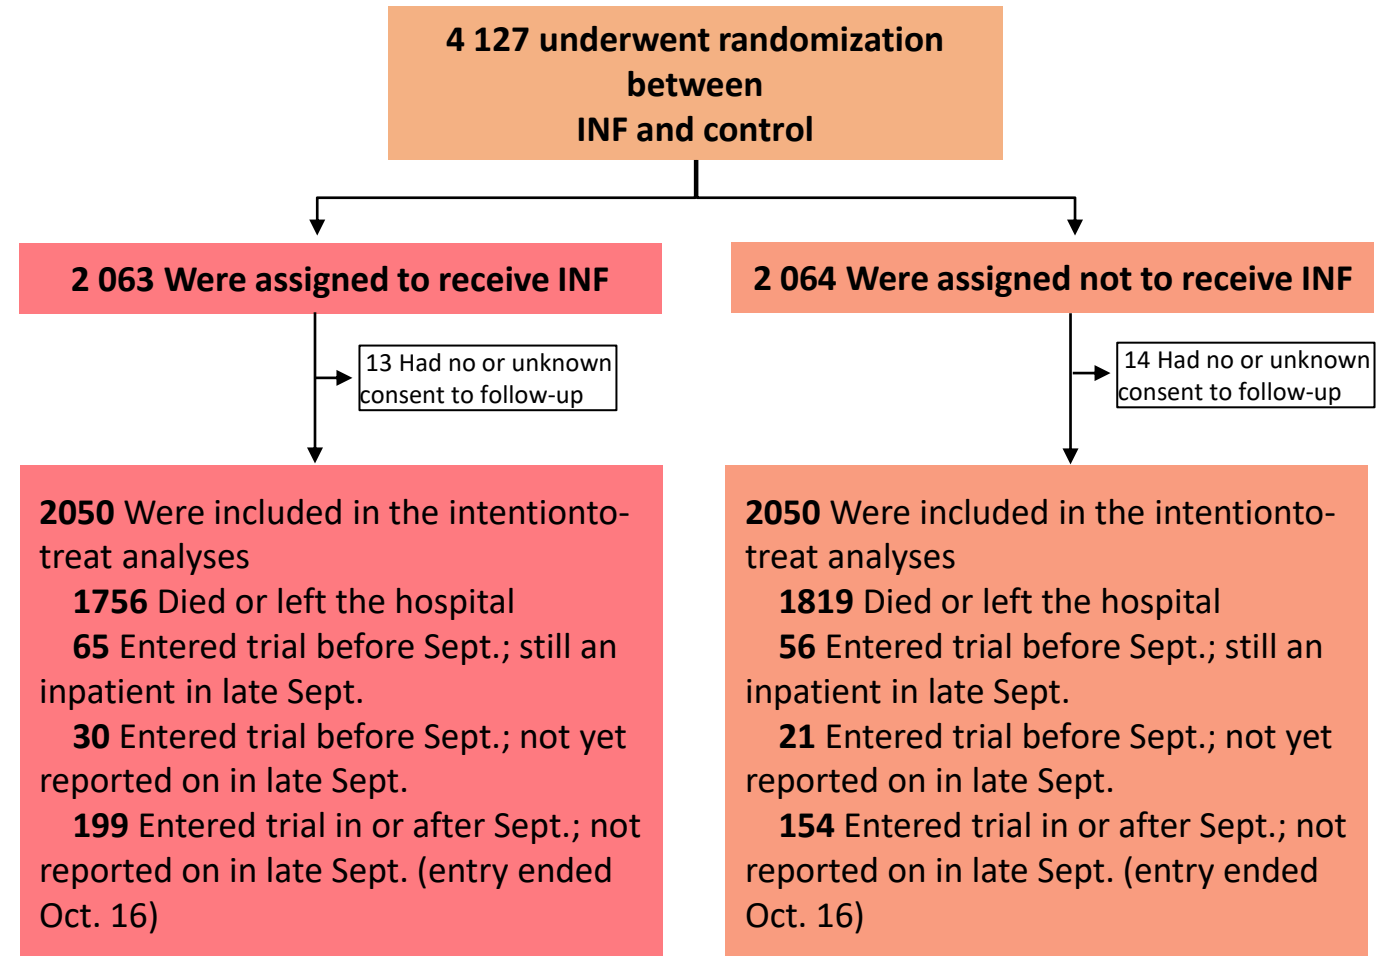 4 127 underwent randomization
between
INF and control
2 063 Were assigned to receive INF
2 064 Were assigned not to receive INF
13 Had no or unknown
consent to follow-up
14 Had no or unknown
consent to follow-up
2050 Were included in the intentionto-
treat analyses
1756 Died or left the hospital
65 Entered trial before Sept.; still an
inpatient in late Sept.
30 Entered trial before Sept.; not yet
reported on in late Sept.
199 Entered trial in or after Sept.; not
reported on in late Sept. (entry ended
Oct. 16)
2050 Were included in the intentionto-
treat analyses
1819 Died or left the hospital
56 Entered trial before Sept.; still an
inpatient in late Sept.
21 Entered trial before Sept.; not yet
reported on in late Sept.
154 Entered trial in or after Sept.; not
reported on in late Sept. (entry ended
Oct. 16)